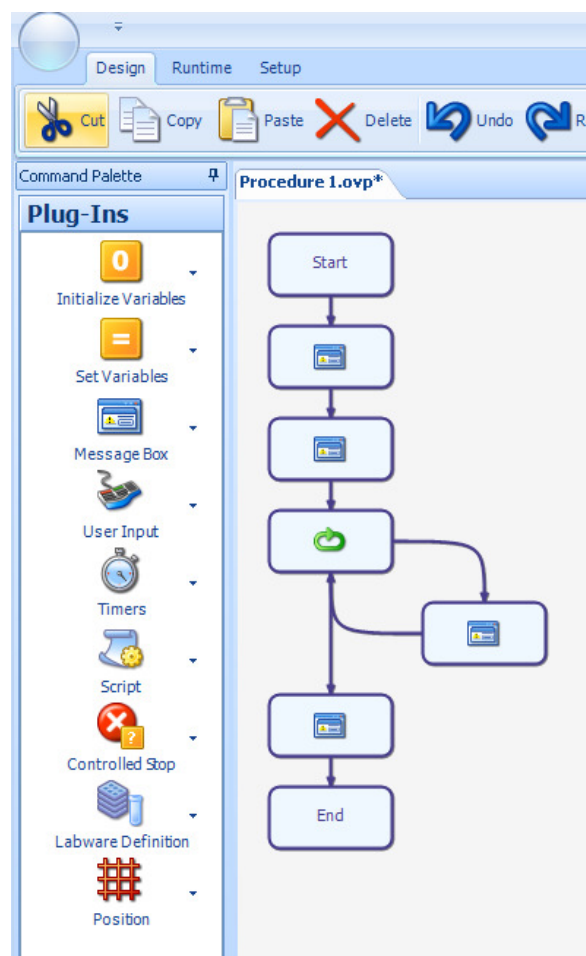 Design Runtime Setup
Cut Copy Paste Delete Undo R
Command Palette
Procedure 1.ovp*
Plug-Ins
0
Initialize Variables
=
Set Variables
Message Box
User Input
Timers
Script
?
Controlled Stop
Labware Definition
Position
Start
End